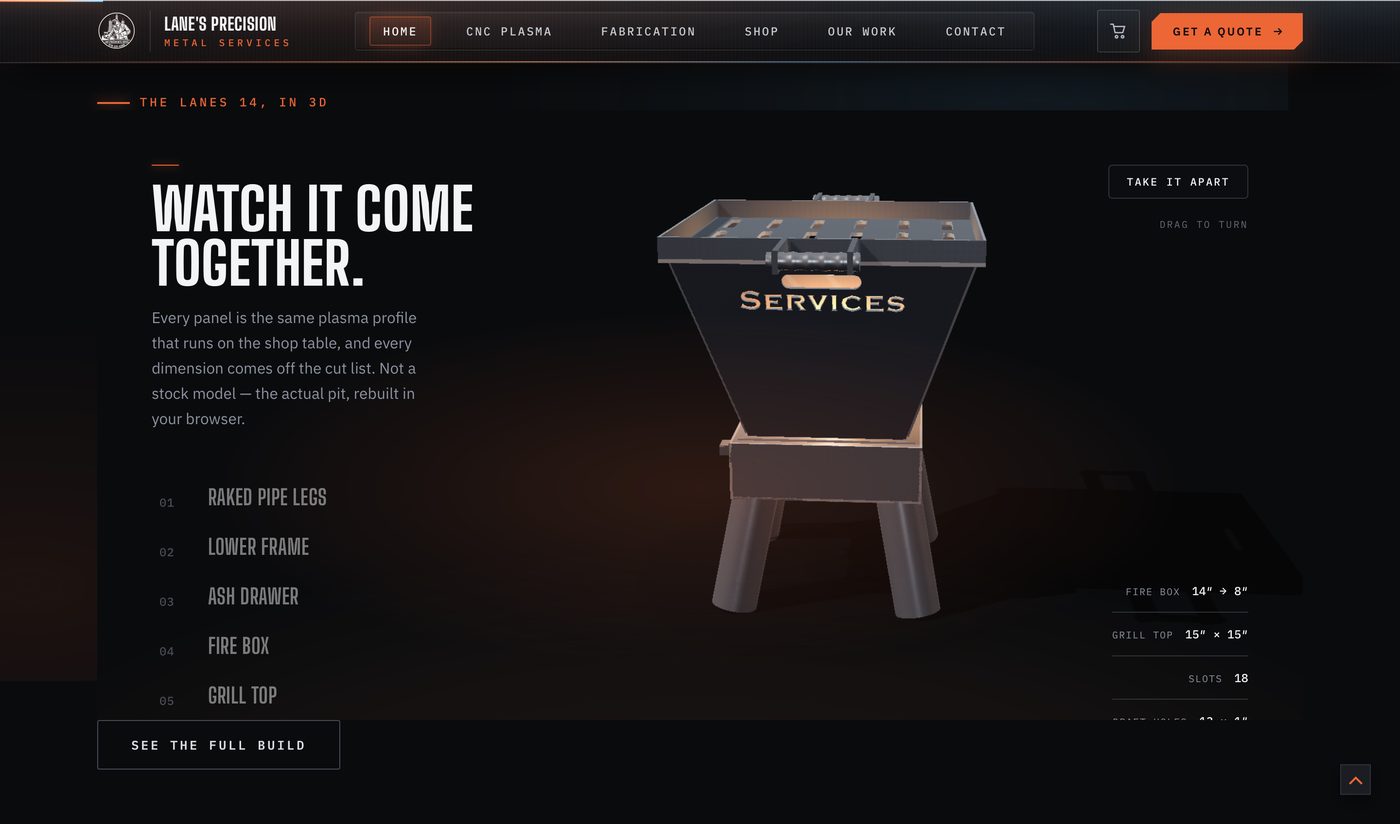 LANE'S PRECISION
METAL SERVICES
HOME
CNC PLASMA
FABRICATION
SHOP
OUR WORK
CONTACT
GET A QUOTE →
THE LANES 14, IN 3D
WATCH IT COME
TOGETHER.
Every panel is the same plasma profile
that runs on the shop table, and every
dimension comes off the cut list. Not a
stock model — the actual pit, rebuilt in
your browser.
01 RAKED PIPE LEGS
02 LOWER FRAME
03 ASH DRAWER
04 FIRE BOX
05 GRILL TOP
SERVICES
TAKE IT APART
DRAG TO TURN
FIRE BOX 14″ → 8″
GRILL TOP 15″ × 15″
SLOTS 18
SEE THE FULL BUILD